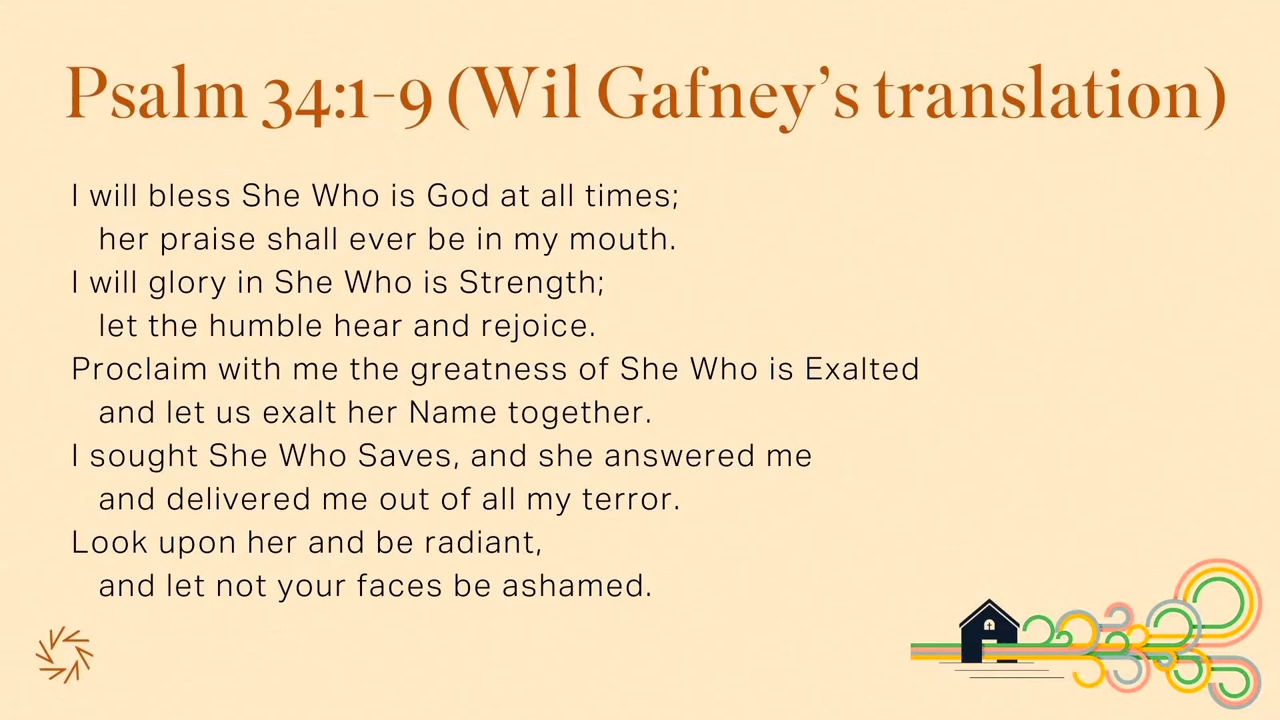 Psalm 34:1-9 (Wil Gafney’s translation)
I will bless She Who is God at all times;
her praise shall ever be in my mouth.
I will glory in She Who is Strength;
let the humble hear and rejoice.
Proclaim with me the greatness of She Who is Exalted
and let us exalt her Name together.
I sought She Who Saves, and she answered me
and delivered me out of all my terror.
Look upon her and be radiant,
and let not your faces be ashamed.